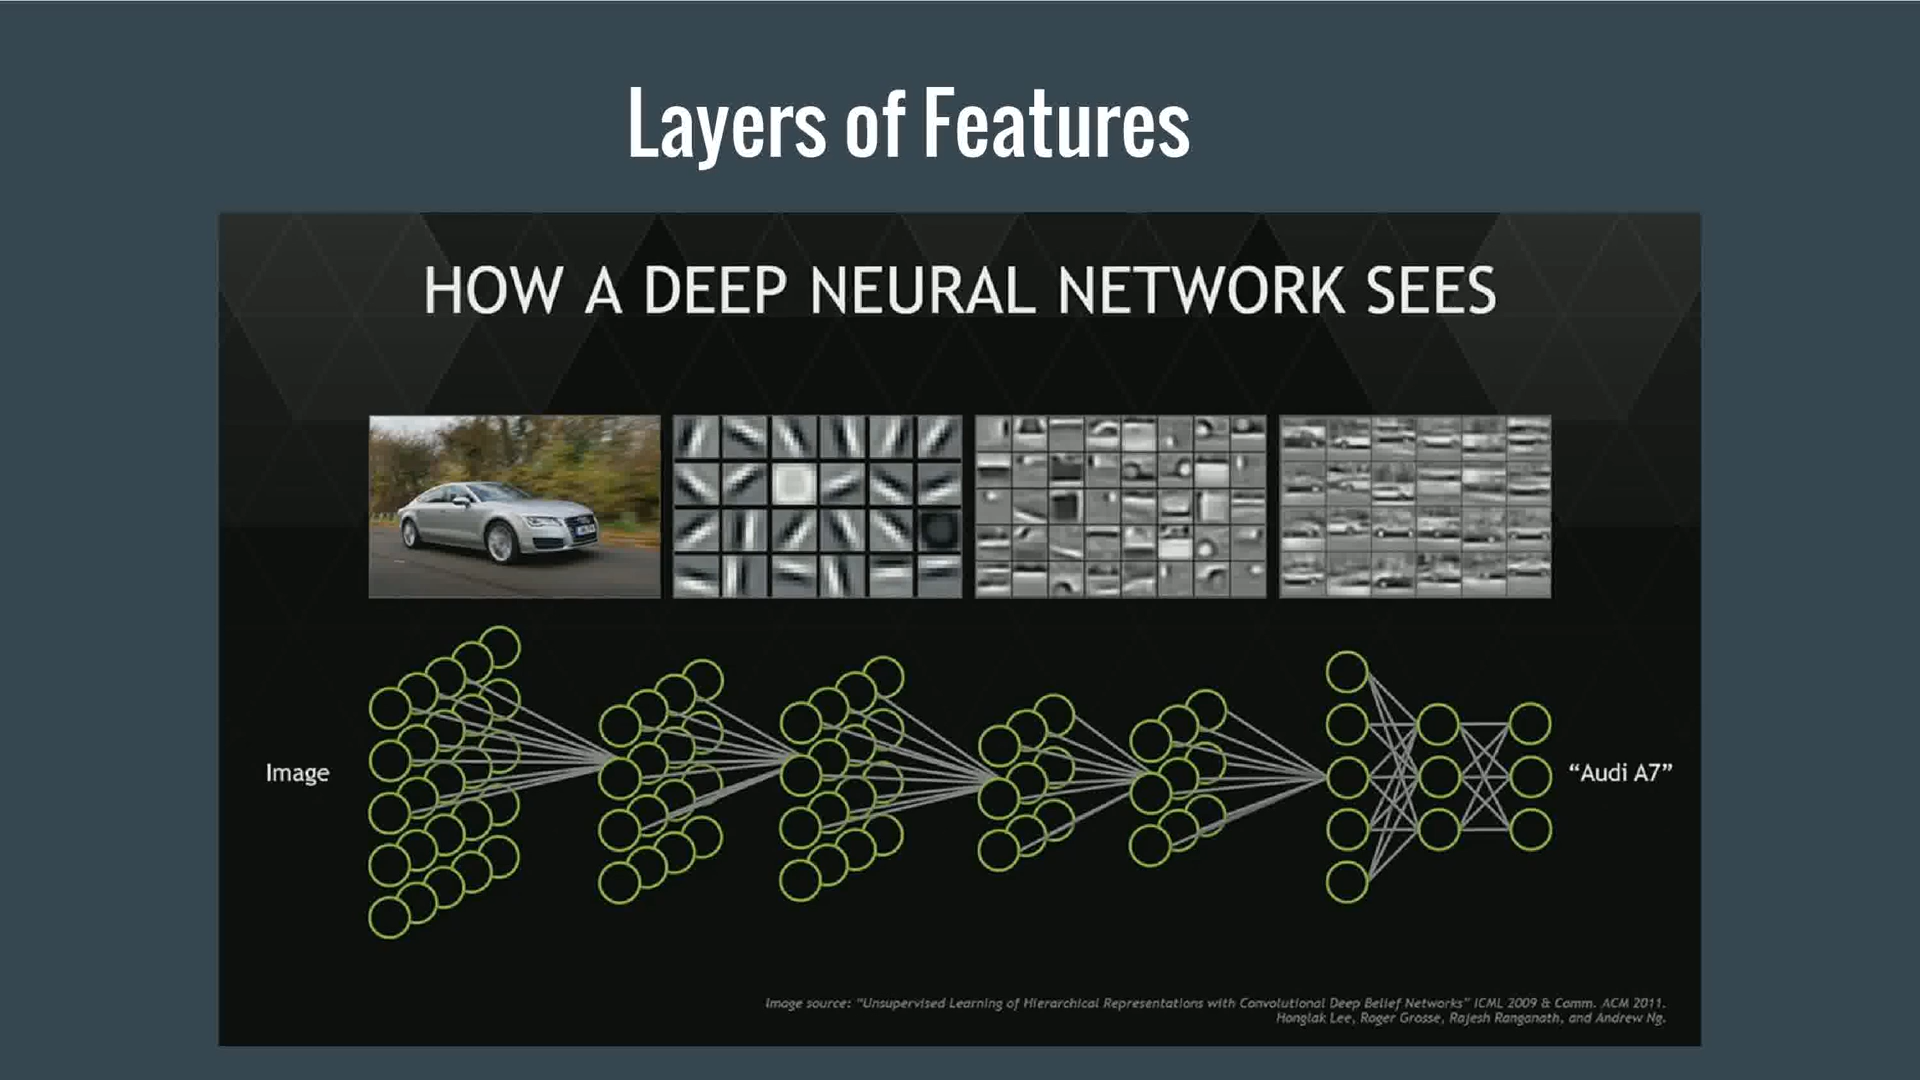 Layers of Features
HOW A DEEP NEURAL NETWORK SEES
Image
“Audi A7”
Image source: “Unsupervised Learning of Hierarchical Representations with Convolutional Deep Belief Networks” ICML 2009 & Comm. ACM 2011.
Honglak Lee, Roger Grosse, Rajesh Ranganath, and Andrew Ng.